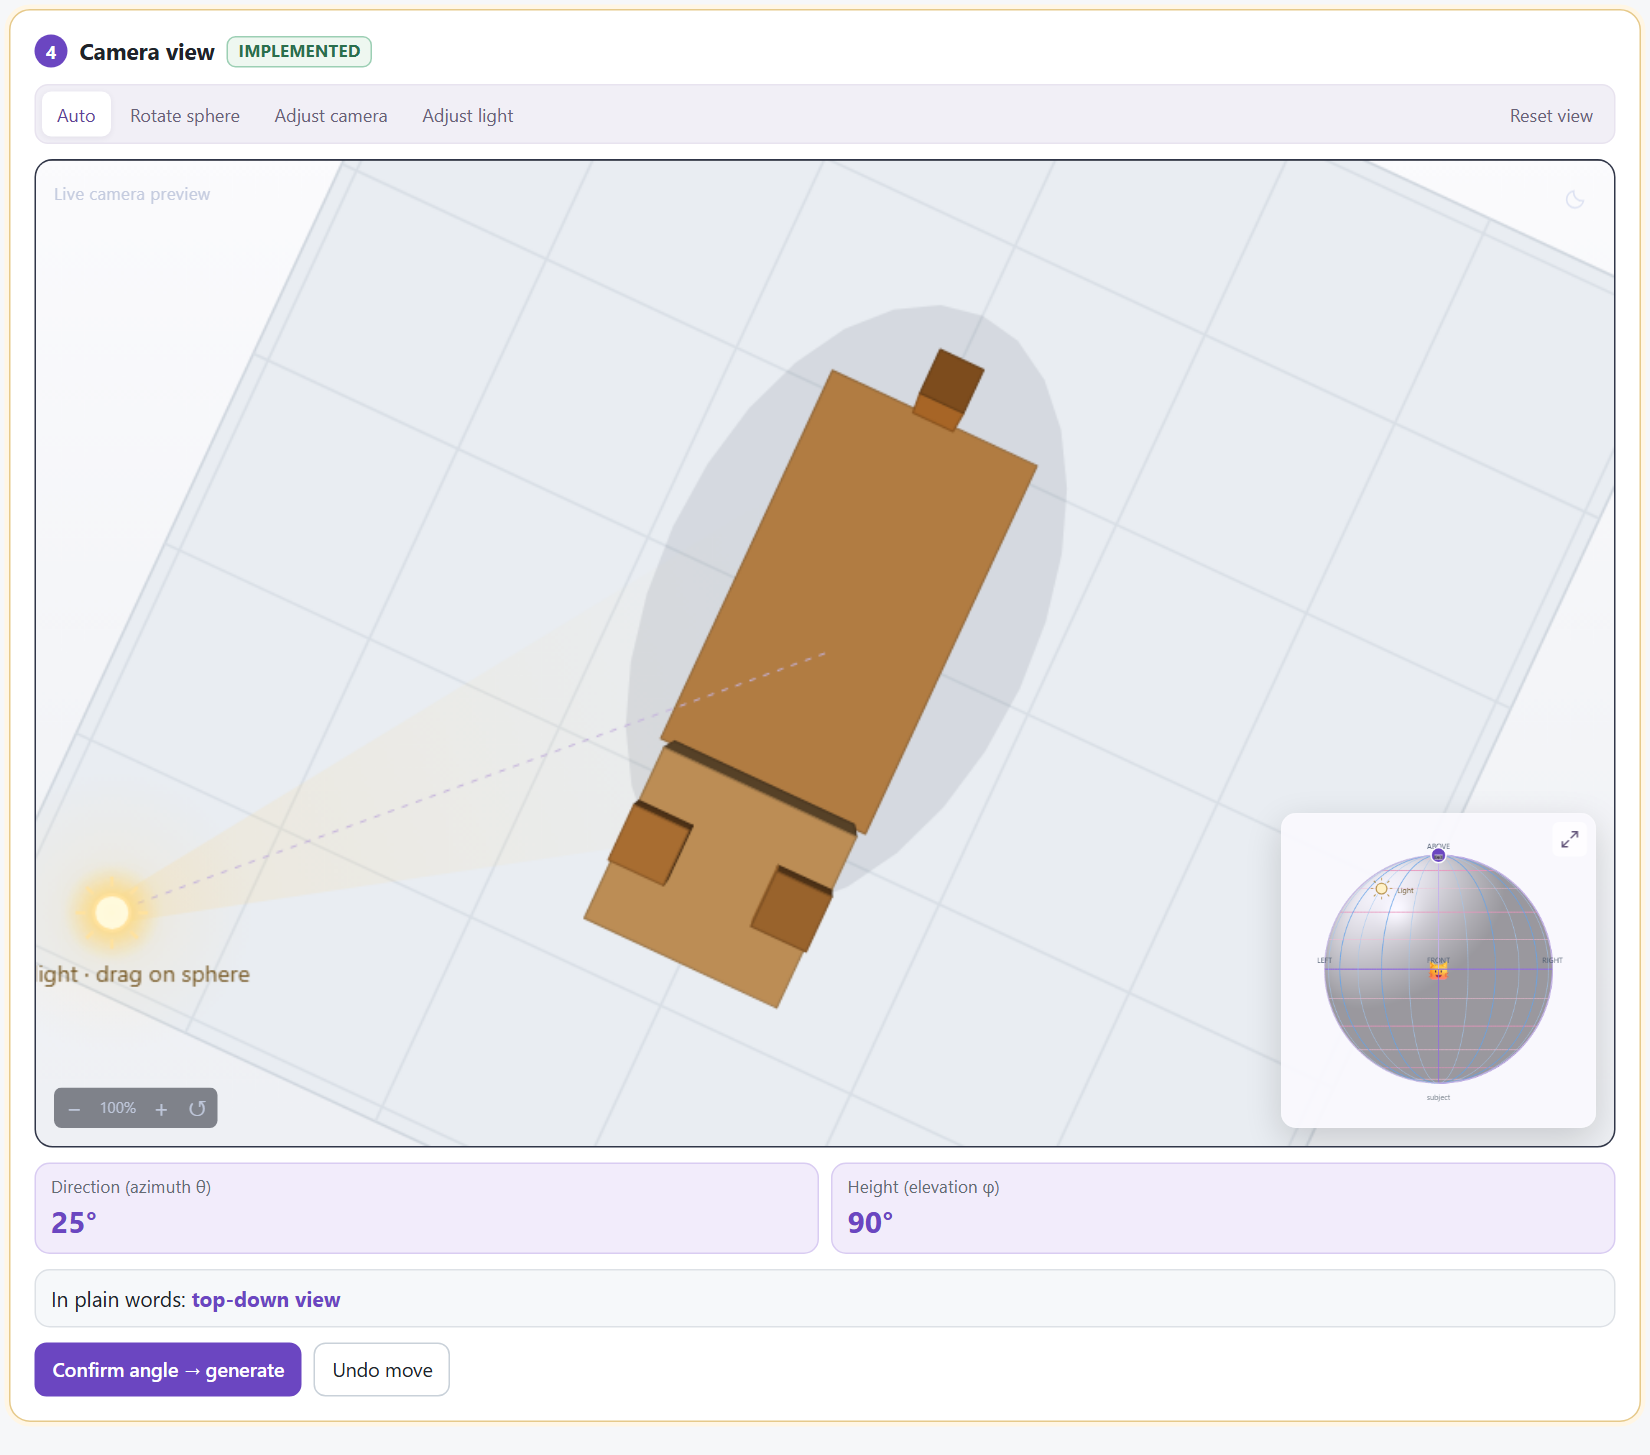 4 Camera view IMPLEMENTED
Auto Rotate sphere Adjust camera Adjust light Reset view
Live camera preview
ABOVE
Light
LEFT FRONT RIGHT
subject
ight · drag on sphere
− 100% + ↺
Direction (azimuth θ)
25°
Height (elevation φ)
90°
In plain words: top-down view
Confirm angle → generate Undo move